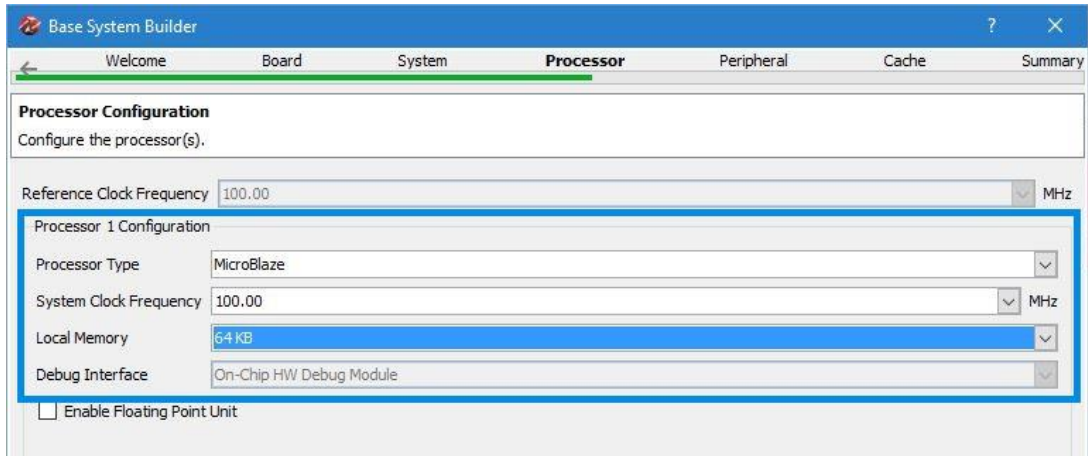 Base System Builder ? ×
← Welcome Board System Processor Peripheral Cache Summary
Processor Configuration
Configure the processor(s).
Reference Clock Frequency 100.00 MHz
Processor 1 Configuration
Processor Type MicroBlaze
System Clock Frequency 100.00 MHz
Local Memory 64 KB
Debug Interface On-Chip HW Debug Module
Enable Floating Point Unit